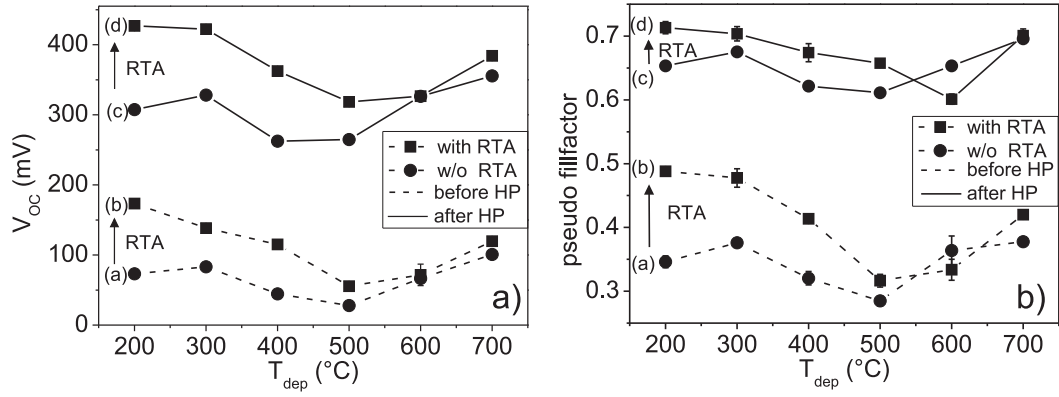 (d)
400
RTA
(c)
300
V_OC (mV)
with RTA
w/o RTA
before HP
after HP
200
(b)
RTA
100
(a)
a)
0
200 300 400 500 600 700
T_dep (°C)
(d)
0.7
RTA
(c)
0.6
with RTA
w/o RTA
before HP
after HP
0.5
(b)
pseudo fillfactor
RTA
0.4
(a)
0.3
b)
200 300 400 500 600 700
T_dep (°C)